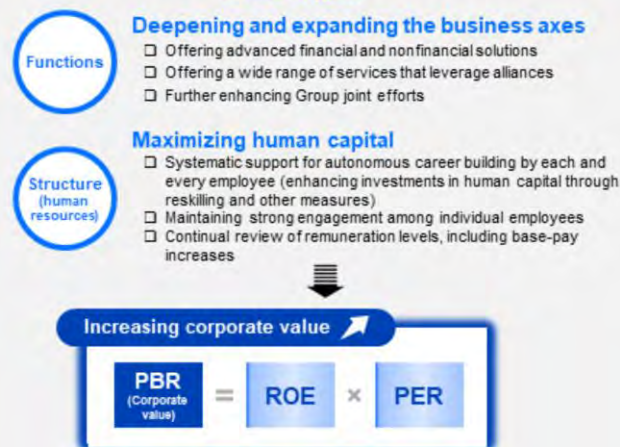 Functions
Deepening and expanding the business axes
❑ Offering advanced financial and nonfinancial solutions
❑ Offering a wide range of services that leverage alliances
❑ Further enhancing Group joint efforts
Structure
(human
resources)
Maximizing human capital
❑ Systematic support for autonomous career building by each and
every employee (enhancing investments in human capital through
reskilling and other measures)
❑ Maintaining strong engagement among individual employees
❑ Continual review of remuneration levels, including base-pay
increases
Increasing corporate value
PBR
(Corporate
value)
=
ROE
×
PER